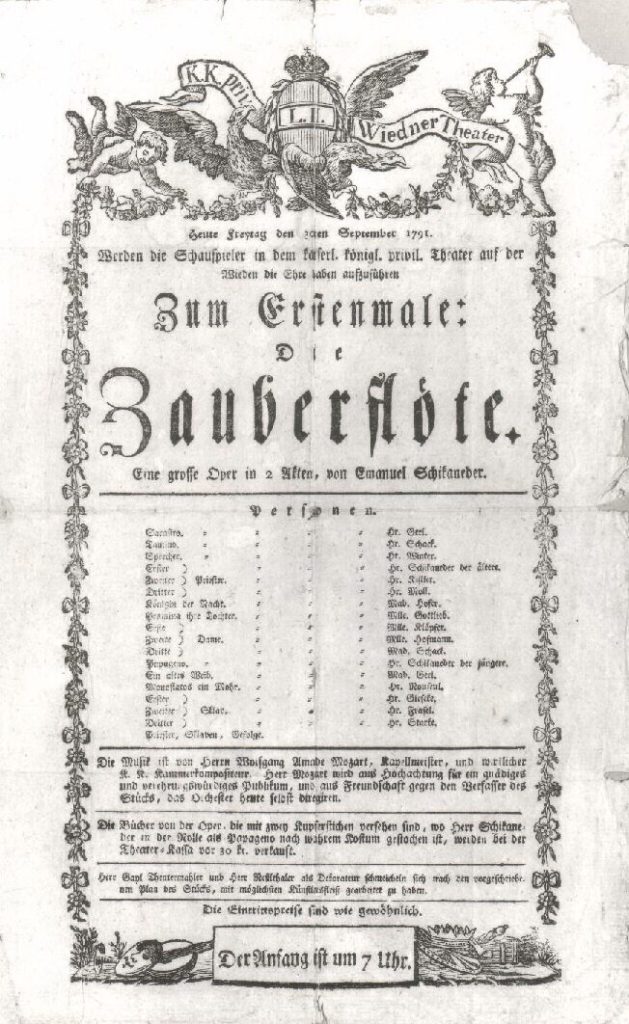 K.K. priv.
Wiedner Theater
L. I.
Heute Freytag den 30ten September 1791.
Werden die Schauspieler in dem kaiserl. königl. privil. Theater auf der
Wieden die Ehre haben aufzuführen
Zum Erstenmale:
Die
Zauberflöte.
Eine grosse Oper in 2 Akten, von Emanuel Schikaneder.
Personen.
Sarastro. Hr. Gerl.
Tamino. Hr. Schack.
Sprecher. Hr. Winter.
Erster ) Hr. Schikaneder der ältere.
Zweiter ) Priester. Hr. Kistler.
Dritter ) Hr. Moll.
Königin der Nacht. Mad. Hofer.
Pamina ihre Tochter. Mlle. Gottlieb.
Erste ) Mlle. Klöpfer.
Zweite ) Dame. Mlle. Hofmann.
Dritte ) Mad. Schack.
Papageno. Hr. Schikaneder der jüngere.
Ein altes Weib. Mad. Gerl.
Monostatos ein Mohr. Hr. Nouseul.
Erster ) Hr. Gieseke.
Zweiter ) Sklav. Hr. Frasel.
Dritter ) Hr. Starke.
Priester, Sklaven, Gefolge.
Die Musik ist von Herrn Wolfgang Amade Mozart, Kapellmeister, und wirklicher
K. K. Kammerkompositeur. Herr Mozart wird aus Hochachtung für ein gnädiges
und verehrungswürdiges Publikum, und aus Freundschaft gegen den Verfasser des
Stücks, das Orchester heute selbst dirigiren.
Die Bücher von der Oper, die mit zwey Kupferstichen versehen sind, wo Herr Schikane-
der in der Rolle als Papageno nach wahrem Kostum gestochen ist, werden bei der
Theater-Kassa vor 30 kr. verkauft.
Herr Gayl Theatermahler und Herr Neßlthaler als Dekorateur schmeicheln sich nach den vorgeschriebe-
nen Plan des Stücks, mit möglichsten Künstlersfleiß gearbeitet zu haben.
Die Eintrittspreise sind wie gewöhnlich.
Der Anfang ist um 7 Uhr.